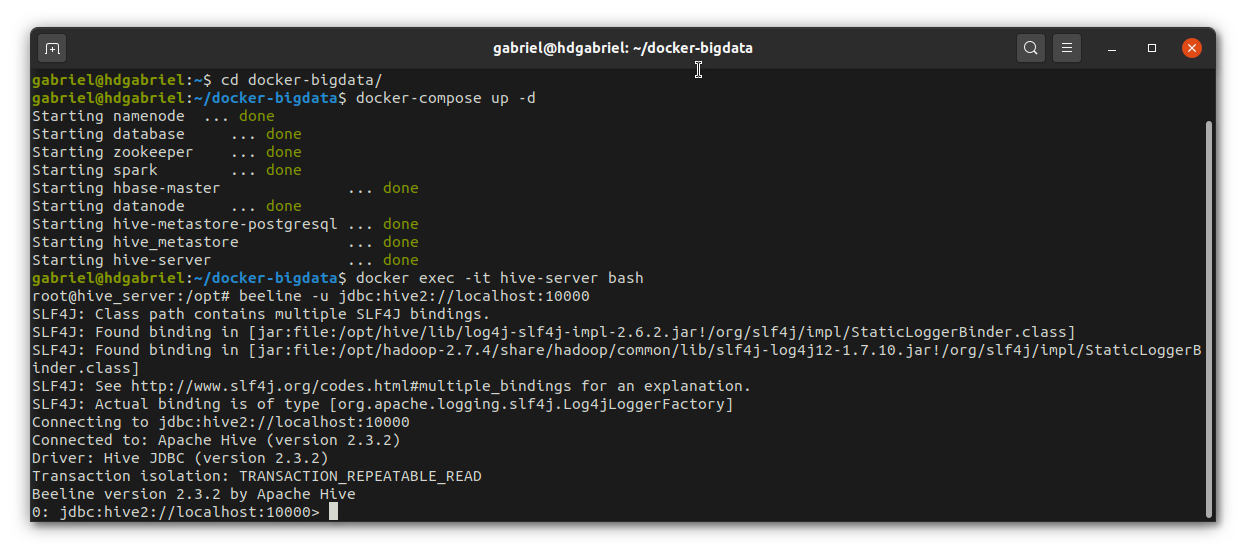 gabriel@hdgabriel: ~/docker-bigdata
gabriel@hdgabriel:~$ cd docker-bigdata/
gabriel@hdgabriel:~/docker-bigdata$ docker-compose up -d
Starting namenode  ... done
Starting database     ... done
Starting zookeeper    ... done
Starting spark        ... done
Starting hbase-master              ... done
Starting datanode     ... done
Starting hive-metastore-postgresql ... done
Starting hive_metastore            ... done
Starting hive-server               ... done
gabriel@hdgabriel:~/docker-bigdata$ docker exec -it hive-server bash
root@hive_server:/opt# beeline -u jdbc:hive2://localhost:10000
SLF4J: Class path contains multiple SLF4J bindings.
SLF4J: Found binding in [jar:file:/opt/hive/lib/log4j-slf4j-impl-2.6.2.jar!/org/slf4j/impl/StaticLoggerBinder.class]
SLF4J: Found binding in [jar:file:/opt/hadoop-2.7.4/share/hadoop/common/lib/slf4j-log4j12-1.7.10.jar!/org/slf4j/impl/StaticLoggerB
inder.class]
SLF4J: See http://www.slf4j.org/codes.html#multiple_bindings for an explanation.
SLF4J: Actual binding is of type [org.apache.logging.slf4j.Log4jLoggerFactory]
Connecting to jdbc:hive2://localhost:10000
Connected to: Apache Hive (version 2.3.2)
Driver: Hive JDBC (version 2.3.2)
Transaction isolation: TRANSACTION_REPEATABLE_READ
Beeline version 2.3.2 by Apache Hive
0: jdbc:hive2://localhost:10000>